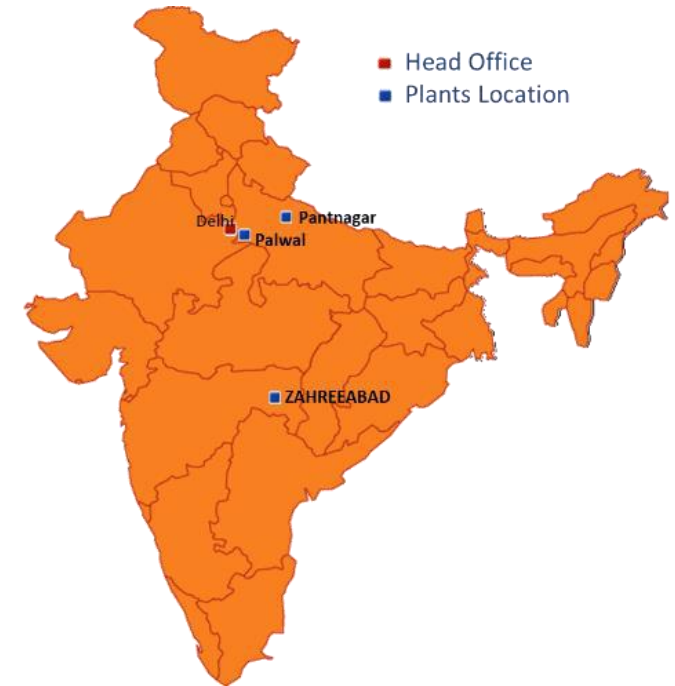 Head Office
Plants Location
Delhi
Pantnagar
Palwal
ZAHREEABAD